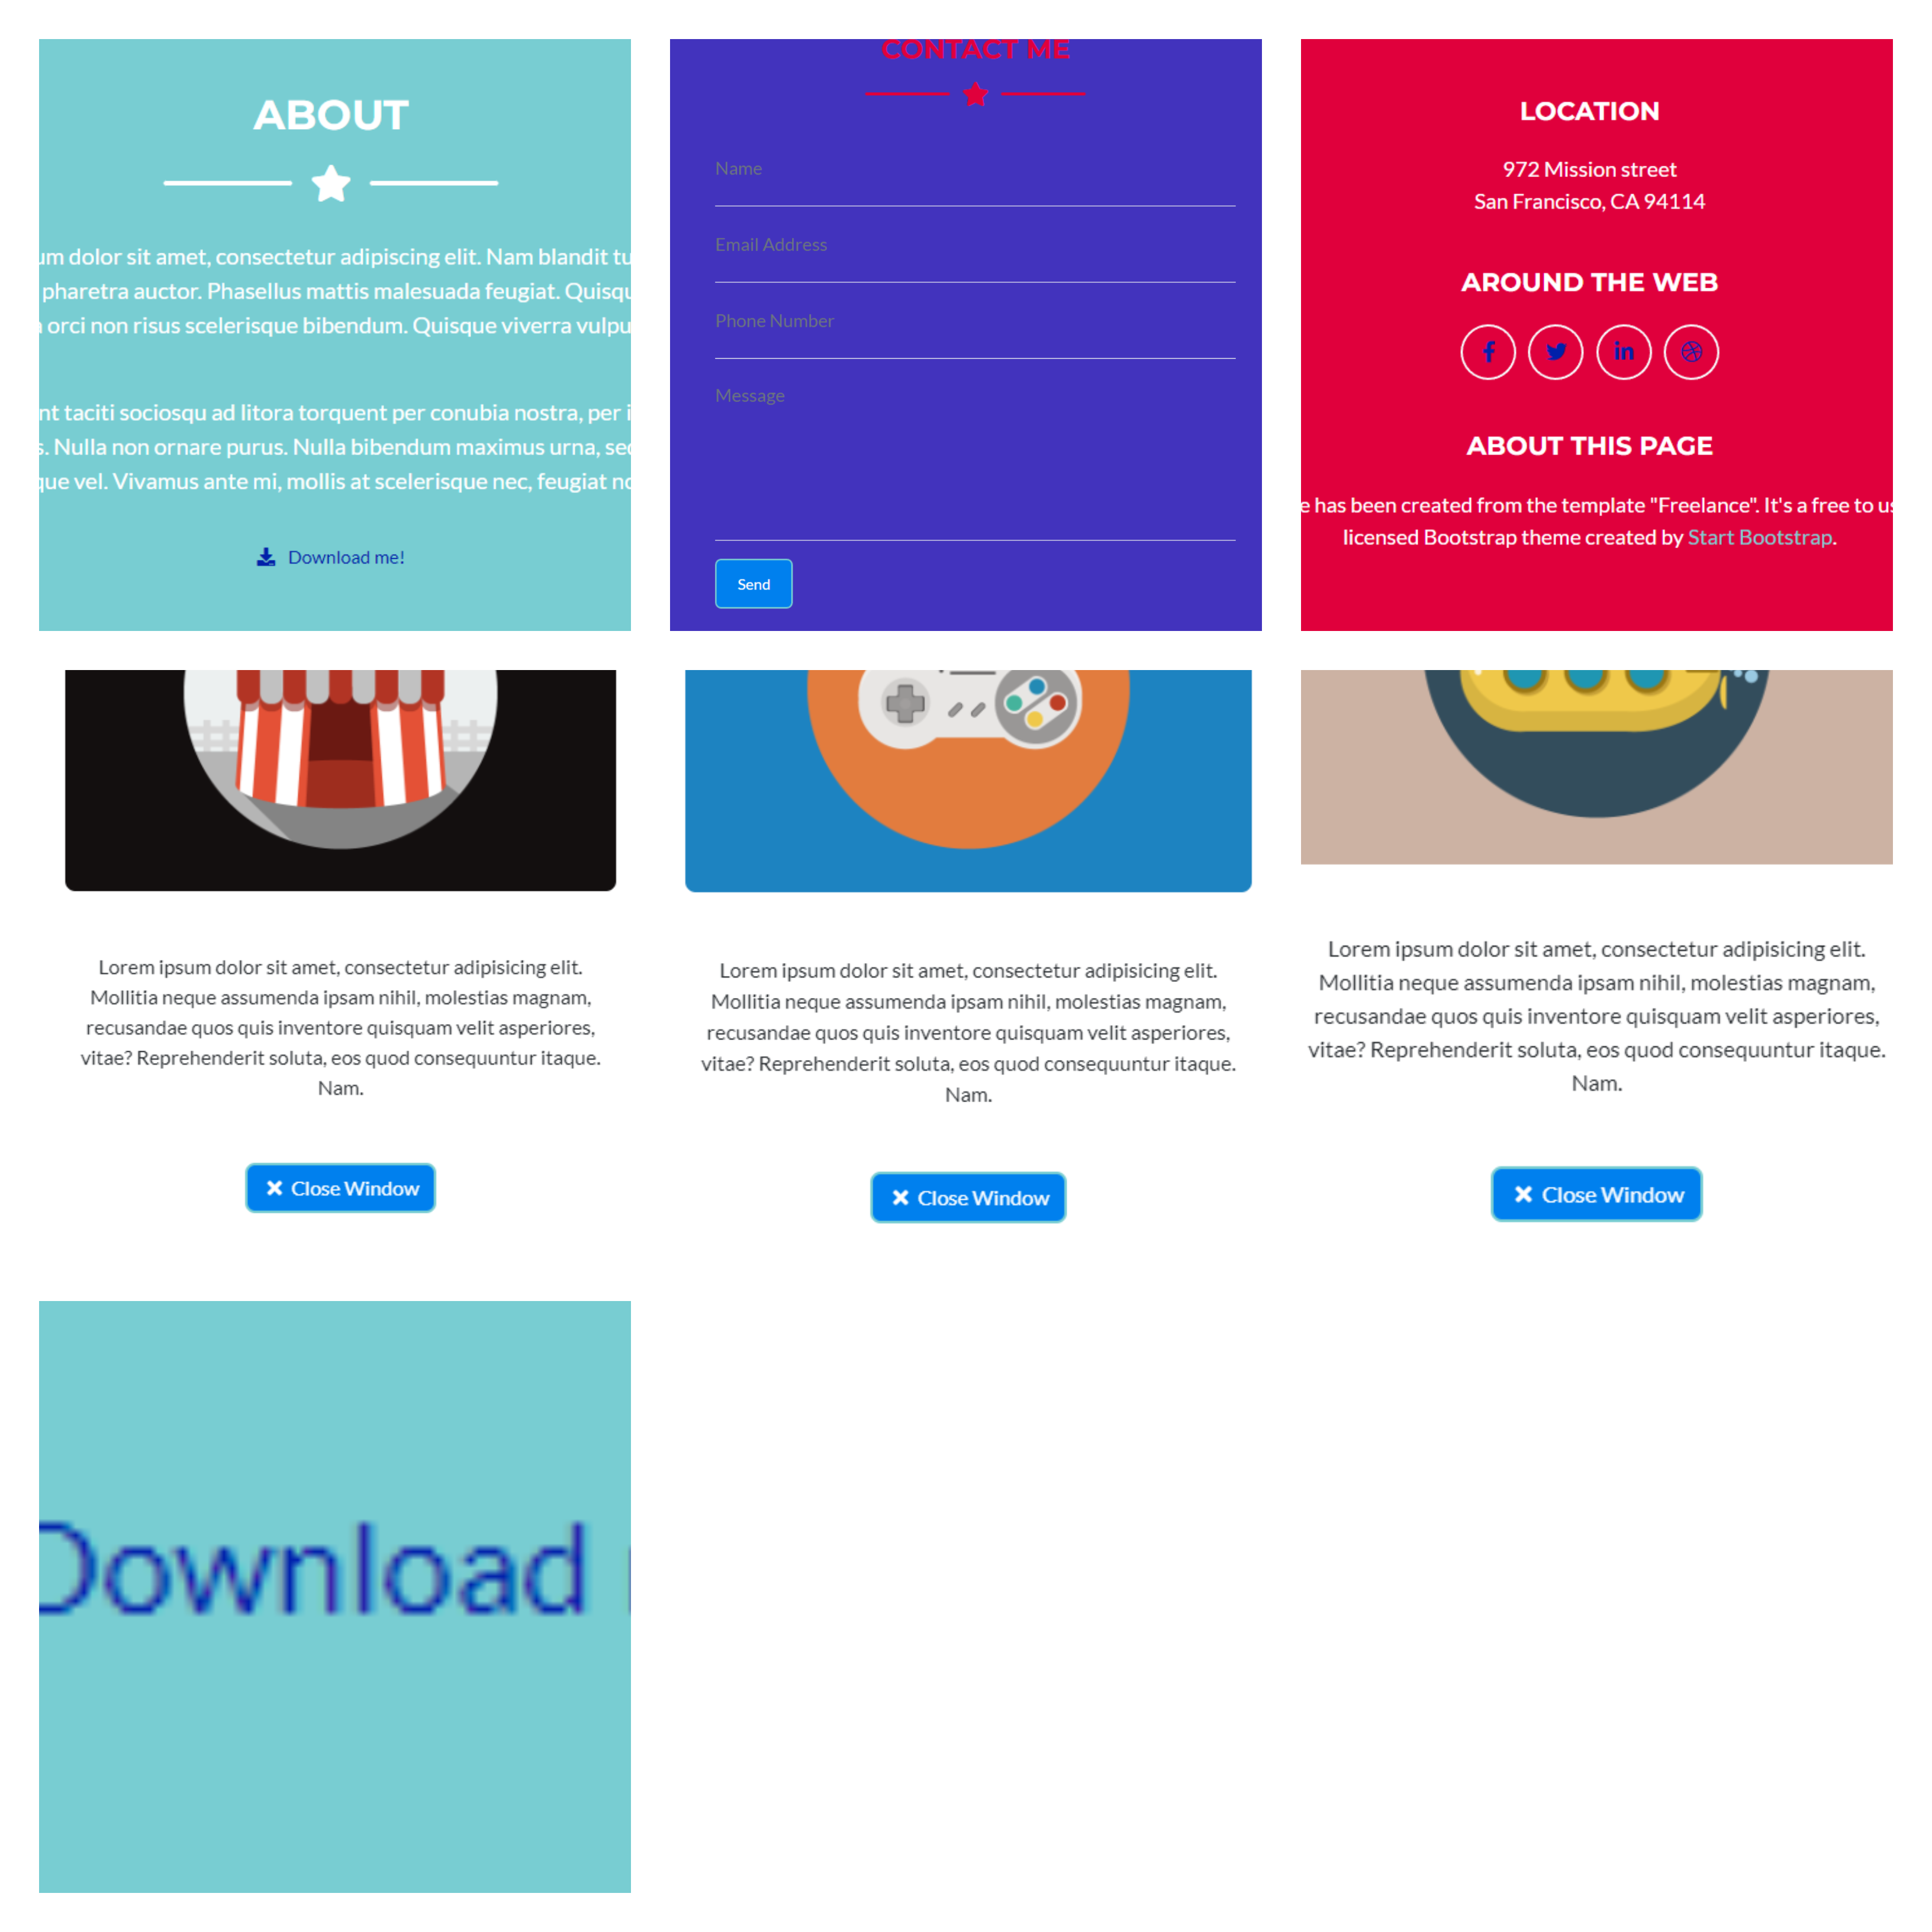 ABOUT
um dolor sit amet, consectetur adipiscing elit. Nam blandit tu
pharetra auctor. Phasellus mattis malesuada feugiat. Quisqu
orci non risus scelerisque bibendum. Quisque viverra vulpu
nt taciti sociosqu ad litora torquent per conubia nostra, per i
s. Nulla non ornare purus. Nulla bibendum maximus urna, sed
que vel. Vivamus ante mi, mollis at scelerisque nec, feugiat no
Download me!
CONTACT ME
Name
Email Address
Phone Number
Message
Send
LOCATION
972 Mission street
San Francisco, CA 94114
AROUND THE WEB
ABOUT THIS PAGE
e has been created from the template "Freelance". It's a free to us
licensed Bootstrap theme created by Start Bootstrap.
Lorem ipsum dolor sit amet, consectetur adipisicing elit.
Mollitia neque assumenda ipsam nihil, molestias magnam,
recusandae quos quis inventore quisquam velit asperiores,
vitae? Reprehenderit soluta, eos quod consequuntur itaque.
Nam.
Close Window
Lorem ipsum dolor sit amet, consectetur adipisicing elit.
Mollitia neque assumenda ipsam nihil, molestias magnam,
recusandae quos quis inventore quisquam velit asperiores,
vitae? Reprehenderit soluta, eos quod consequuntur itaque.
Nam.
Close Window
Lorem ipsum dolor sit amet, consectetur adipisicing elit.
Mollitia neque assumenda ipsam nihil, molestias magnam,
recusandae quos quis inventore quisquam velit asperiores,
vitae? Reprehenderit soluta, eos quod consequuntur itaque.
Nam.
Close Window
Download